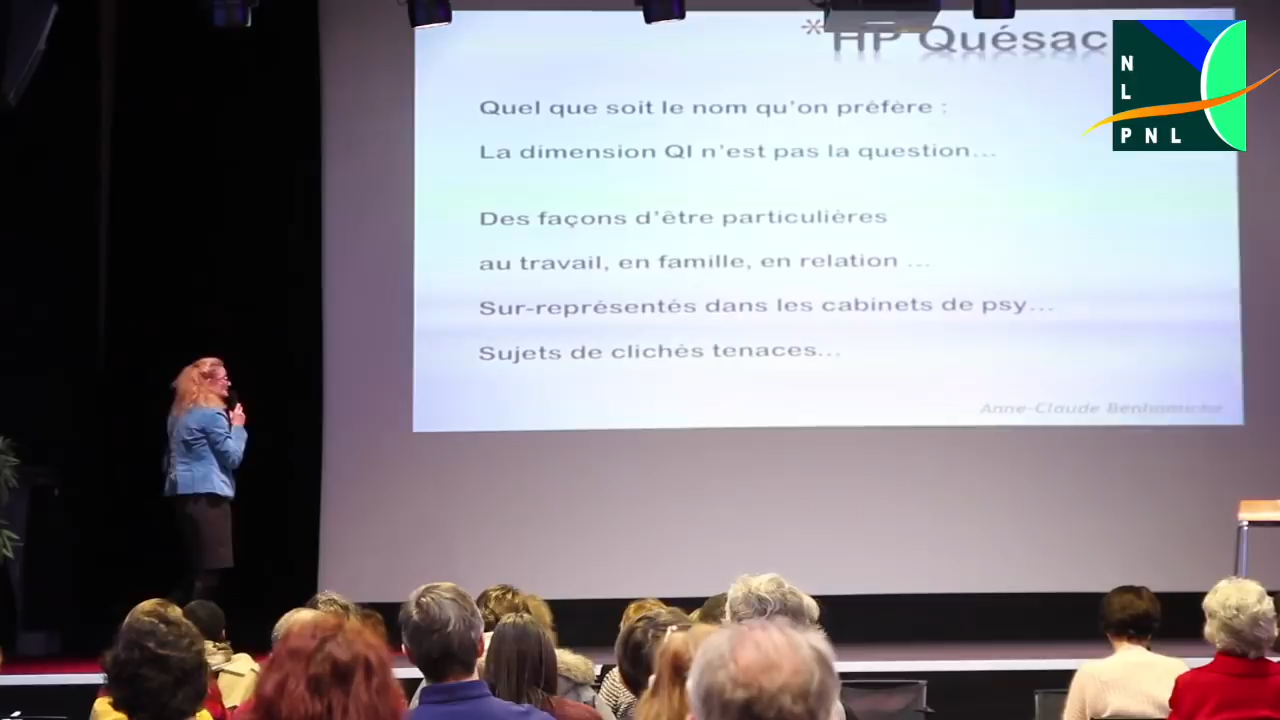 *HP Quésac
Quel que soit le nom qu'on préfère :
La dimension QI n'est pas la question...
Des façons d'être particulières
au travail, en famille, en relation ...
Sur-représentés dans les cabinets de psy...
Sujets de clichés tenaces...
Anne-Claude Benhamiche
N
L
PNL